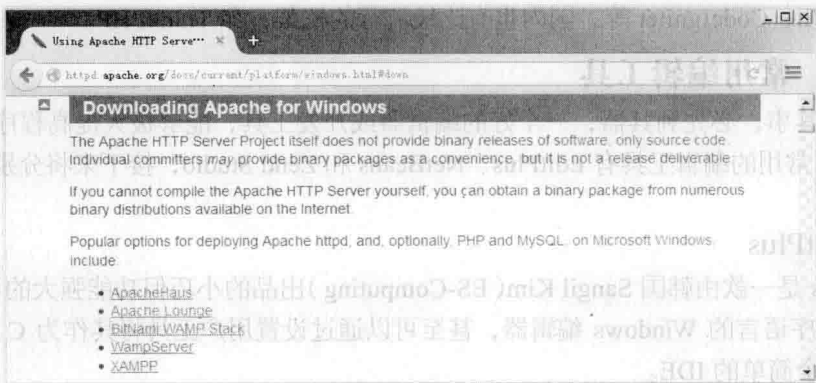 Using Apache HTTP Serve…
httpd.apache.org/docs/current/platform/windows.html#down
Downloading Apache for Windows
The Apache HTTP Server Project itself does not provide binary releases of software, only source code.
Individual committers may provide binary packages as a convenience, but it is not a release deliverable.
If you cannot compile the Apache HTTP Server yourself, you can obtain a binary package from numerous
binary distributions available on the Internet.
Popular options for deploying Apache httpd, and, optionally, PHP and MySQL, on Microsoft Windows,
include:
ApacheHaus
Apache Lounge
BitNami WAMP Stack
WampServer
XAMPP